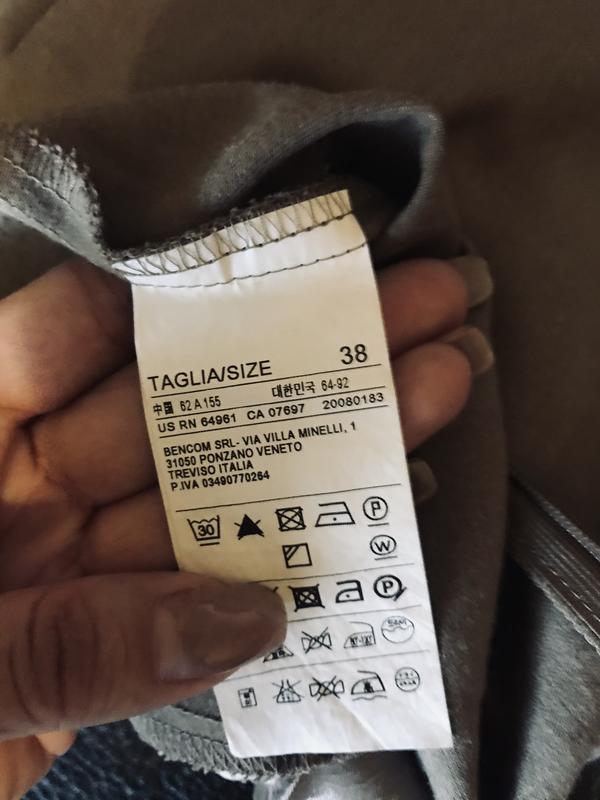 TAGLIA/SIZE 38
中国 62 A 155 대한민국 64-92
US RN 64961 CA 07697 20080183
BENCOM SRL- VIA VILLA MINELLI, 1
31050 PONZANO VENETO
TREVISO ITALIA
P.IVA 03490770264
30 P
W
P